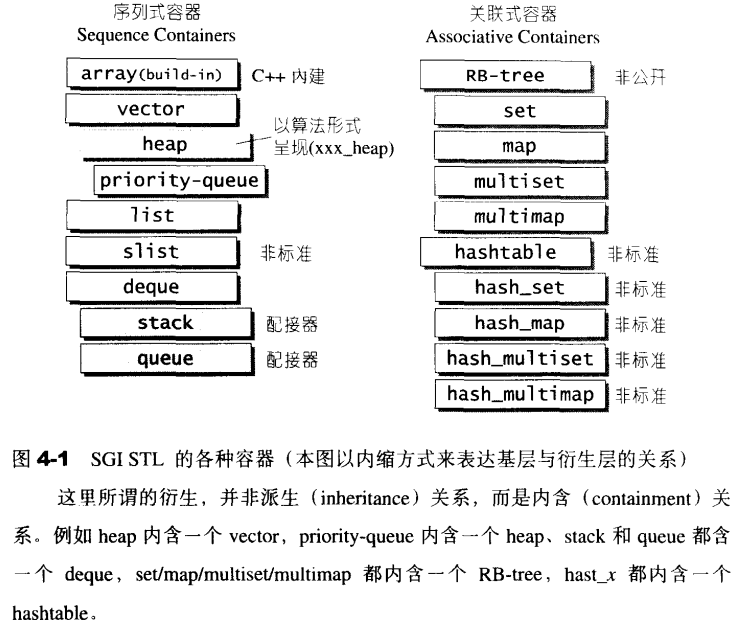 序列式容器
Sequence Containers
array(build-in) C++ 內建
vector
heap
以算法形式
呈现(xxx_heap)
priority-queue
list
slist 非标准
deque
stack 配接器
queue 配接器
关联式容器
Associative Containers
RB-tree 非公开
set
map
multiset
multimap
hashtable 非标准
hash_set 非标准
hash_map 非标准
hash_multiset 非标准
hash_multimap 非标准
图 4-1 SGI STL 的各种容器（本图以内缩方式来表达基层与衍生层的关系）
这里所谓的衍生，并非派生（inheritance）关系，而是内含（containment）关
系。例如 heap 内含一个 vector，priority-queue 内含一个 heap、stack 和 queue 都含
一个 deque，set/map/multiset/multimap 都内含一个 RB-tree，hast_x 都内含一个
hashtable。